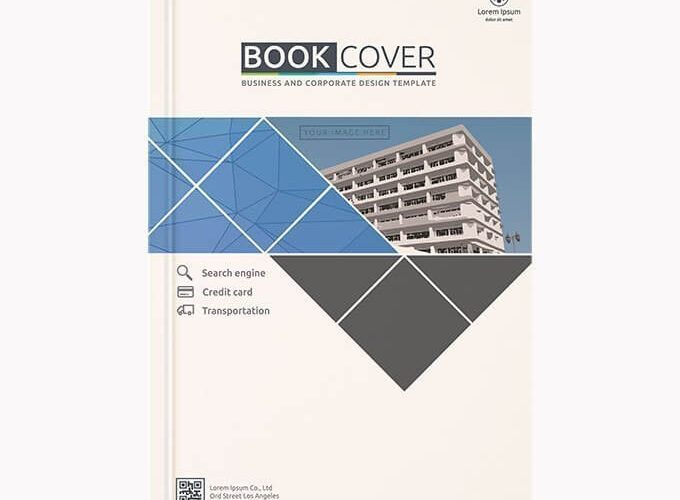 Lorem Ipsum
dolor sit amet
BOOK COVER
BUSINESS AND CORPORATE DESIGN TEMPLATE
YOUR IMAGE HERE
Search engine
Credit card
Transportation
Lorem Ipsum Co., Ltd
Ord Street Los Angeles